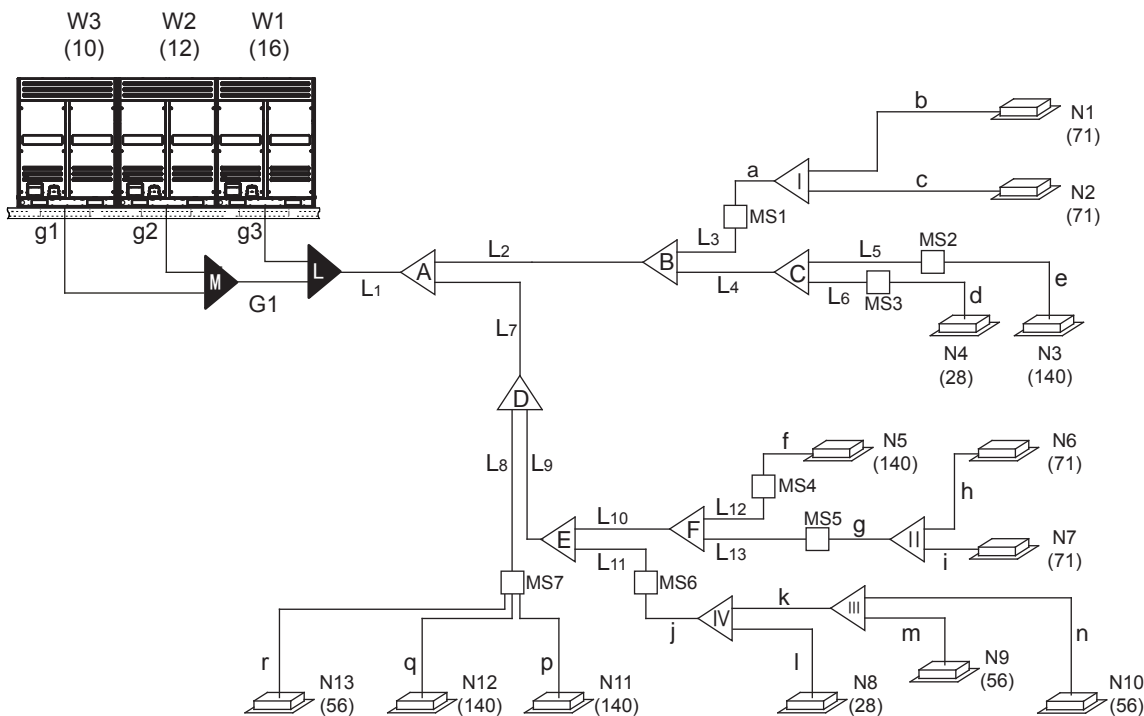 W3 W2 W1
(10) (12) (16)
g1 g2 g3
M
G1
L
L1
A
L2
B
L3
MS1
a
I
b
N1
(71)
c
N2
(71)
L4
C
L5
MS2
e
L6
MS3
d
N4
(28)
N3
(140)
L7
D
L8
L9
E
L10
L11
F
L12
MS4
f
N5
(140)
L13
MS5
g
II
h
N6
(71)
i
N7
(71)
MS6
j
IV
k
III
m
n
l
N8
(28)
N9
(56)
N10
(56)
MS7
r
q
p
N13
(56)
N12
(140)
N11
(140)